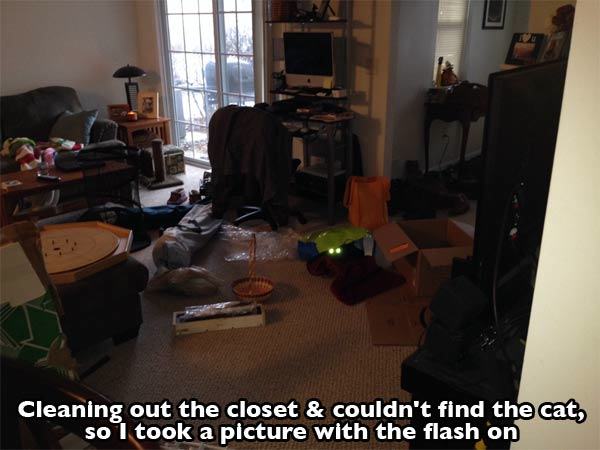 I ♥ U
Cleaning out the closet & couldn't find the cat,
so I took a picture with the flash on